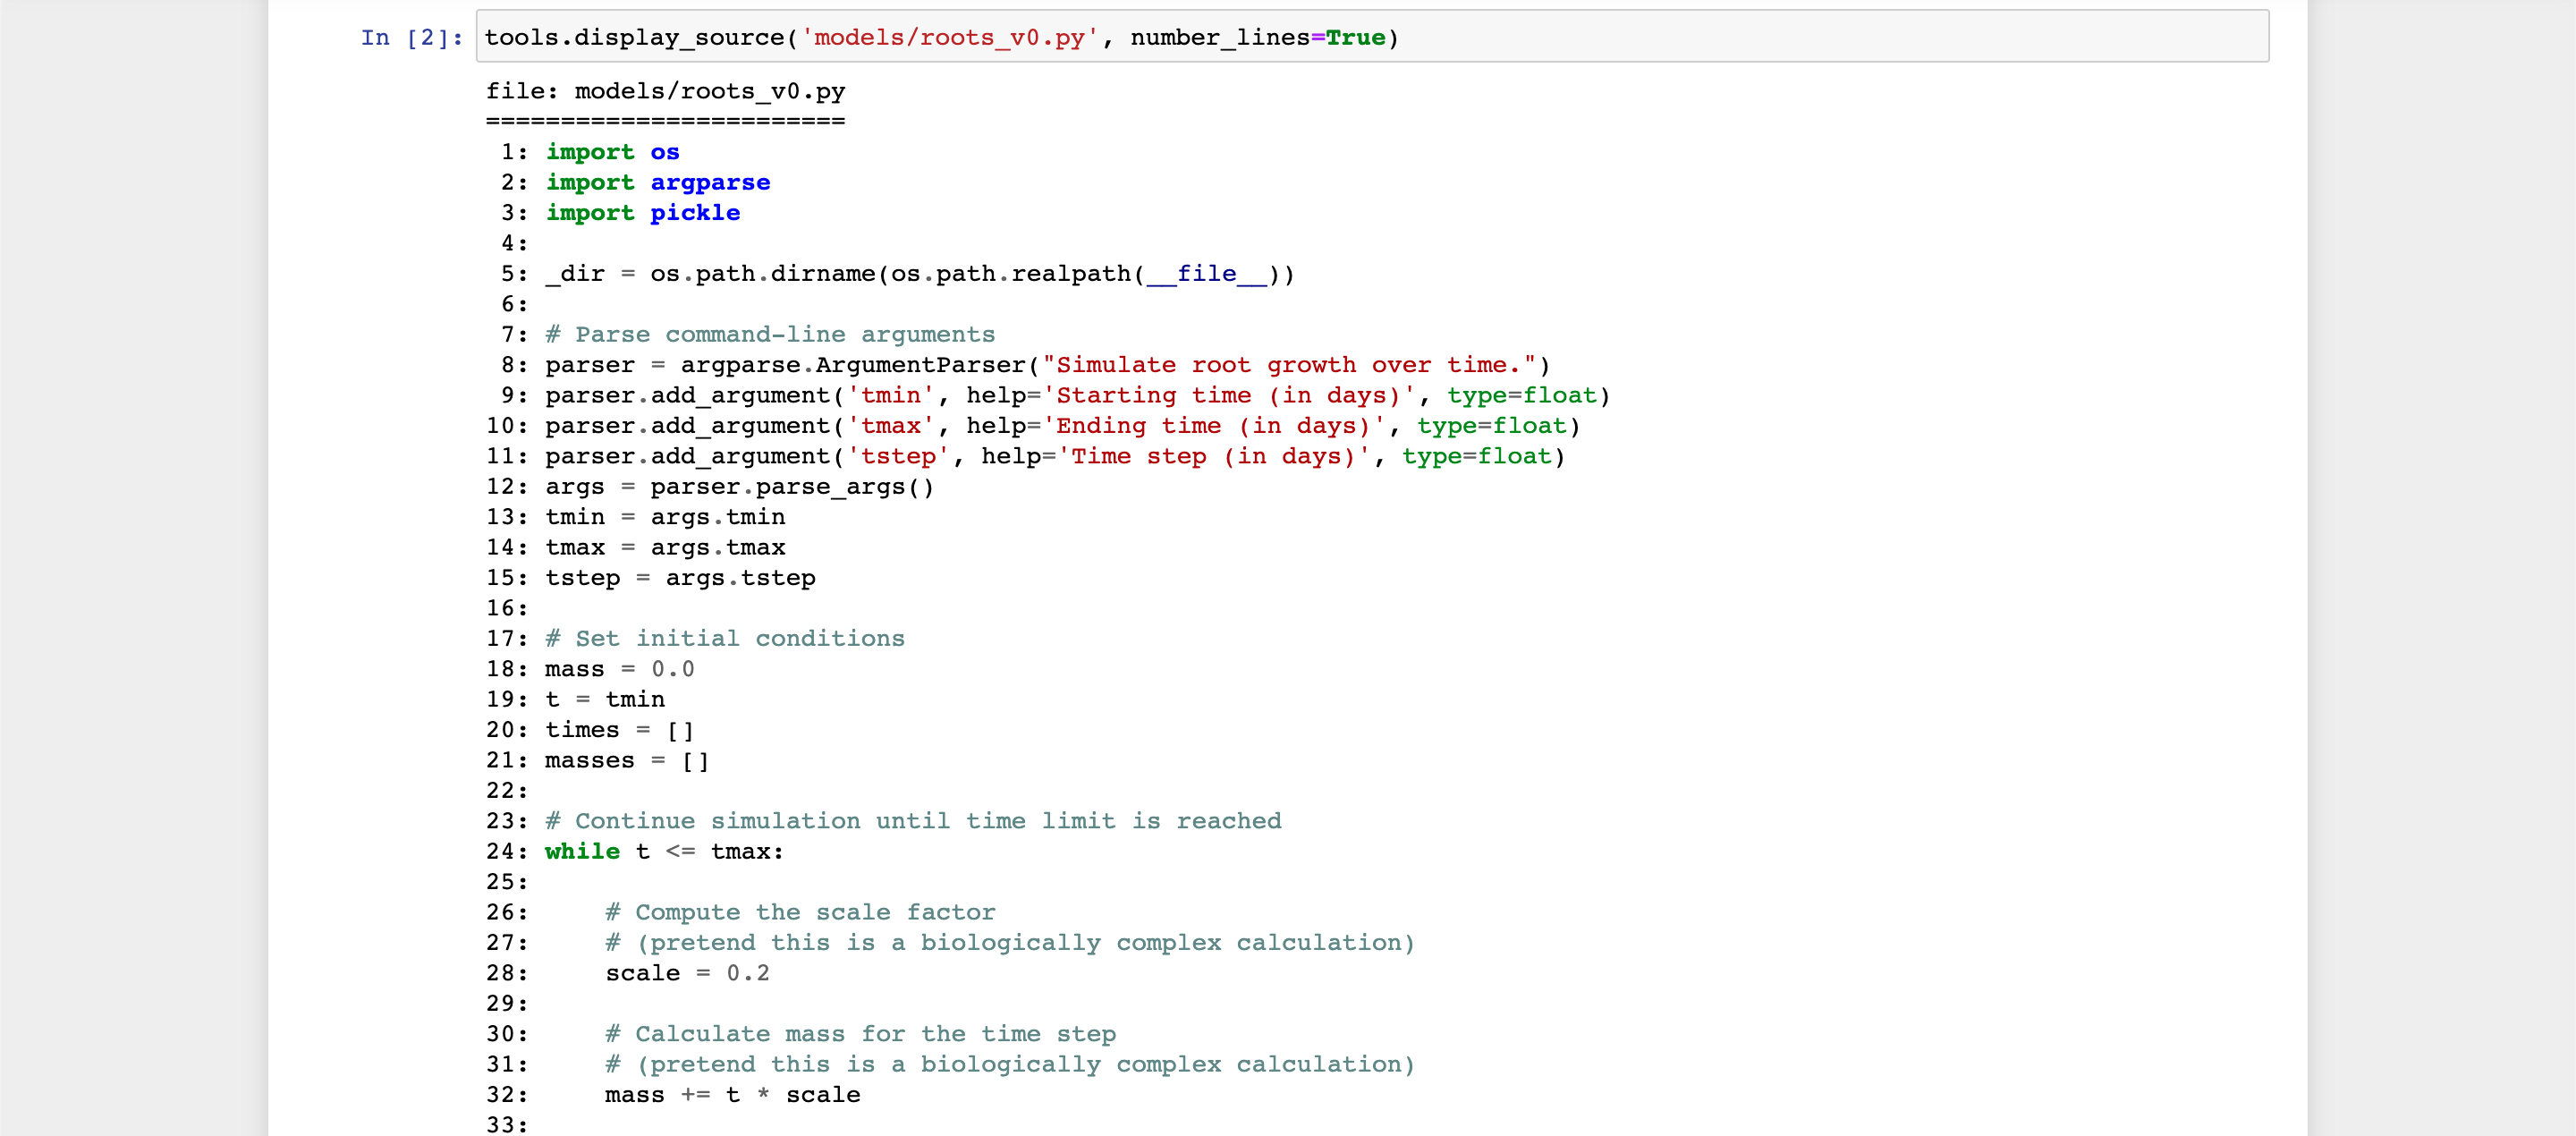 In [2]: tools.display_source('models/roots_v0.py', number_lines=True)
file: models/roots_v0.py
========================
 1: import os
 2: import argparse
 3: import pickle
 4:
 5: _dir = os.path.dirname(os.path.realpath(__file__))
 6:
 7: # Parse command-line arguments
 8: parser = argparse.ArgumentParser("Simulate root growth over time.")
 9: parser.add_argument('tmin', help='Starting time (in days)', type=float)
10: parser.add_argument('tmax', help='Ending time (in days)', type=float)
11: parser.add_argument('tstep', help='Time step (in days)', type=float)
12: args = parser.parse_args()
13: tmin = args.tmin
14: tmax = args.tmax
15: tstep = args.tstep
16:
17: # Set initial conditions
18: mass = 0.0
19: t = tmin
20: times = []
21: masses = []
22:
23: # Continue simulation until time limit is reached
24: while t <= tmax:
25:
26:     # Compute the scale factor
27:     # (pretend this is a biologically complex calculation)
28:     scale = 0.2
29:
30:     # Calculate mass for the time step
31:     # (pretend this is a biologically complex calculation)
32:     mass += t * scale
33: